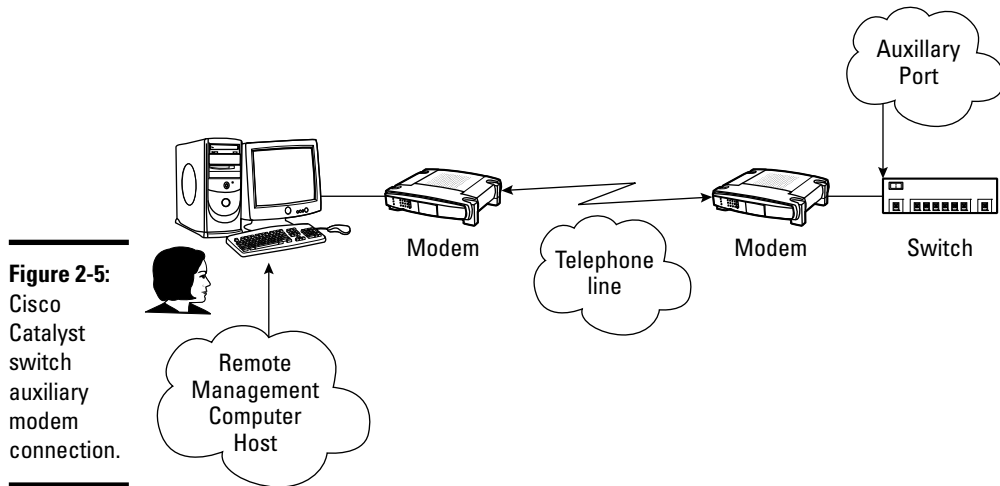 Auxillary
Port
Modem
Modem
Switch
Telephone
line
Figure 2-5:
Cisco
Catalyst
switch
auxiliary
modem
connection.
Remote
Management
Computer
Host